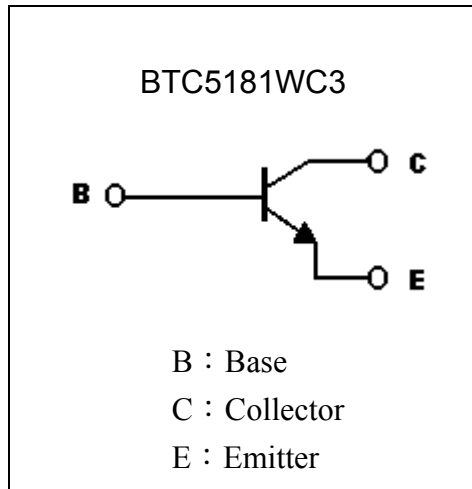 BTC5181WC3
C
B
E
B：Base
C：Collector
E：Emitter